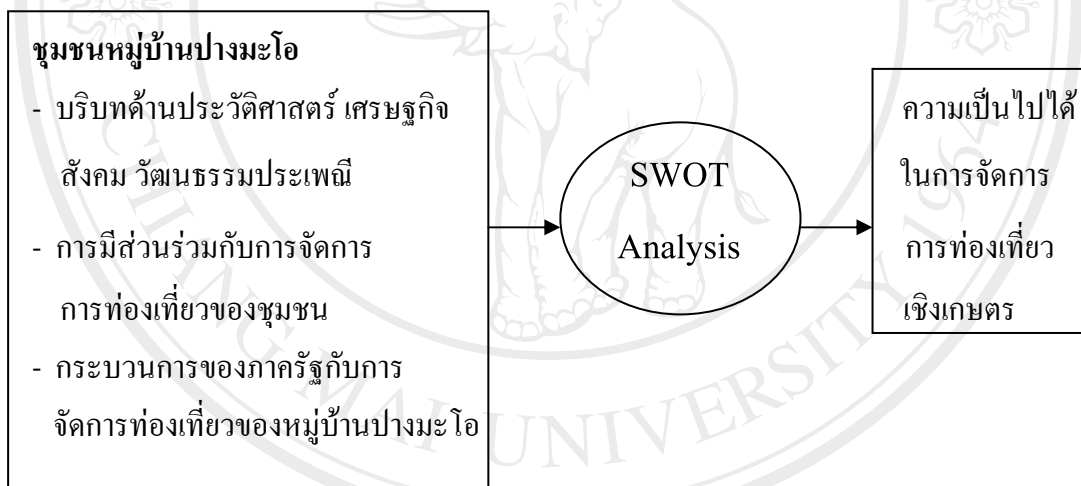 ชุมชนหมู่บ้านปางมะโอ
- บริบทด้านประวัติศาสตร์ เศรษฐกิจ
สังคม วัฒนธรรมประเพณี
- การมีส่วนร่วมกับการจัดการ
การท่องเที่ยวของชุมชน
- กระบวนการของภาครัฐกับการ
จัดการท่องเที่ยวของหมู่บ้านปางมะโอ
SWOT
Analysis
ความเป็นไปได้
ในการจัดการ
การท่องเที่ยว
เชิงเกษตร
CHIANG MAI UNIVERSITY 1964